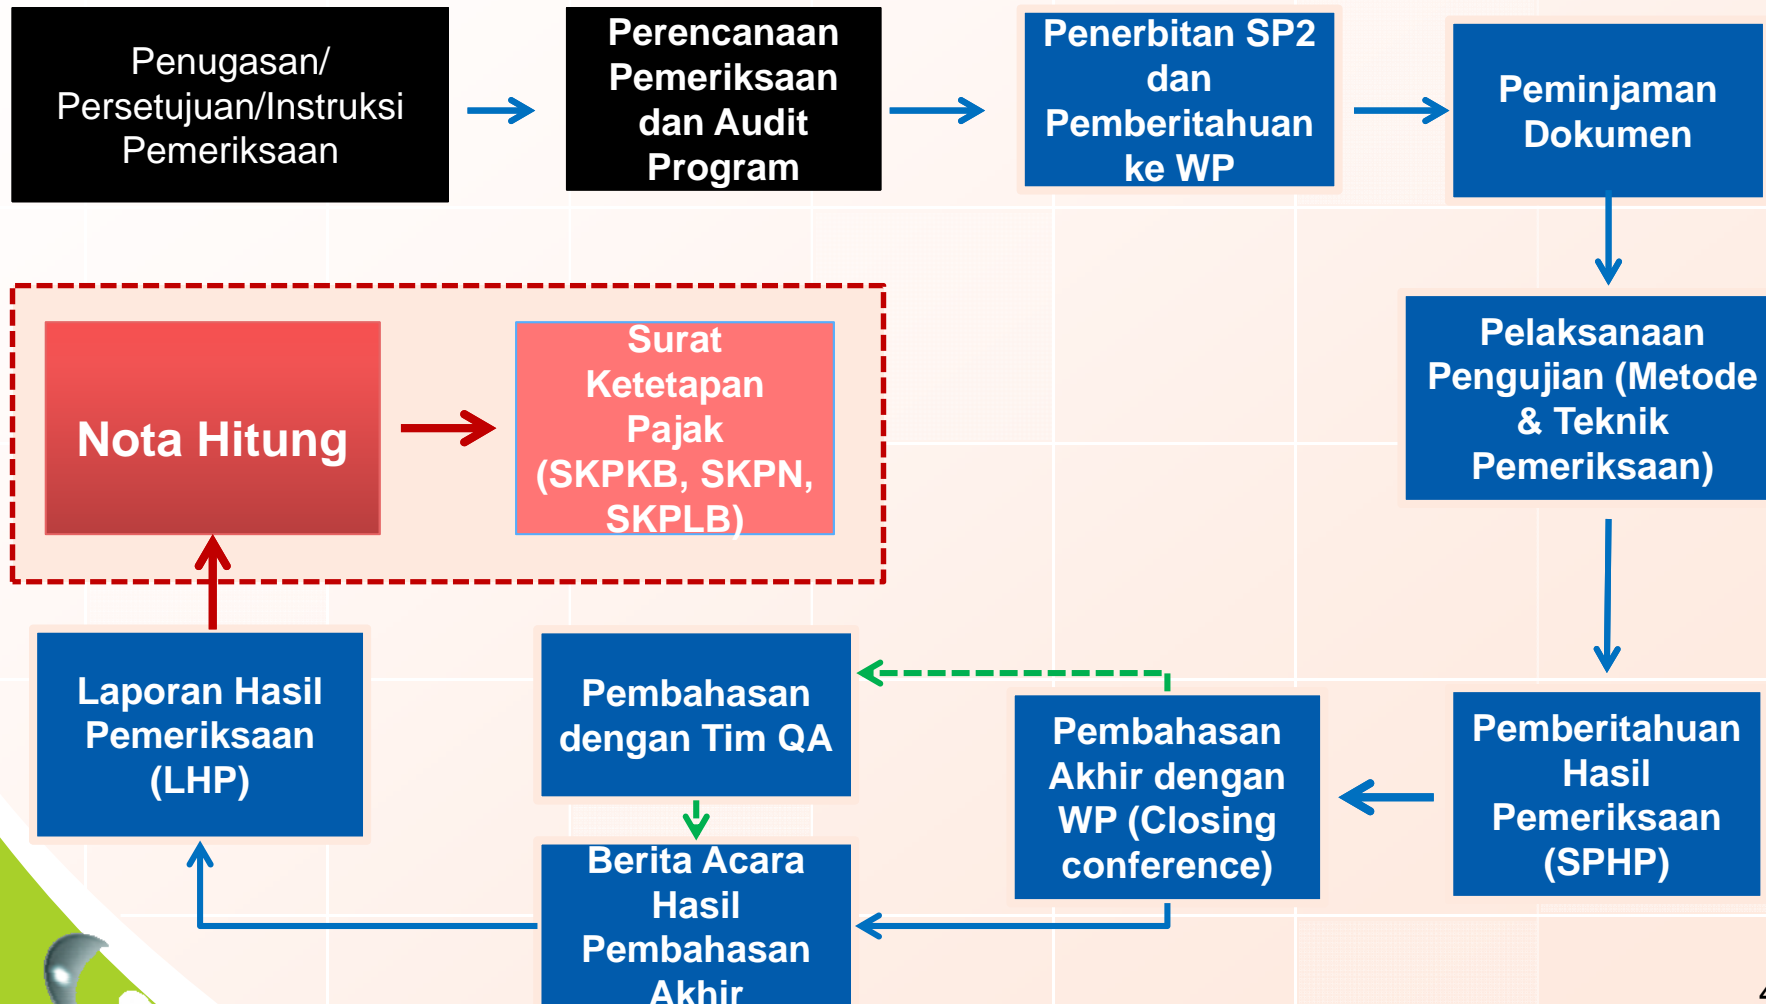 Penugasan/
Persetujuan/Instruksi
Pemeriksaan
Perencanaan
Pemeriksaan
dan Audit
Program
Penerbitan SP2
dan
Pemberitahuan
ke WP
Peminjaman
Dokumen
Nota Hitung
Surat
Ketetapan
Pajak
(SKPKB, SKPN,
SKPLB)
Pelaksanaan
Pengujian (Metode
& Teknik
Pemeriksaan)
Laporan Hasil
Pemeriksaan
(LHP)
Pembahasan
dengan Tim QA
Pembahasan
Akhir dengan
WP (Closing
conference)
Pemberitahuan
Hasil
Pemeriksaan
(SPHP)
Berita Acara
Hasil
Pembahasan
Akhir